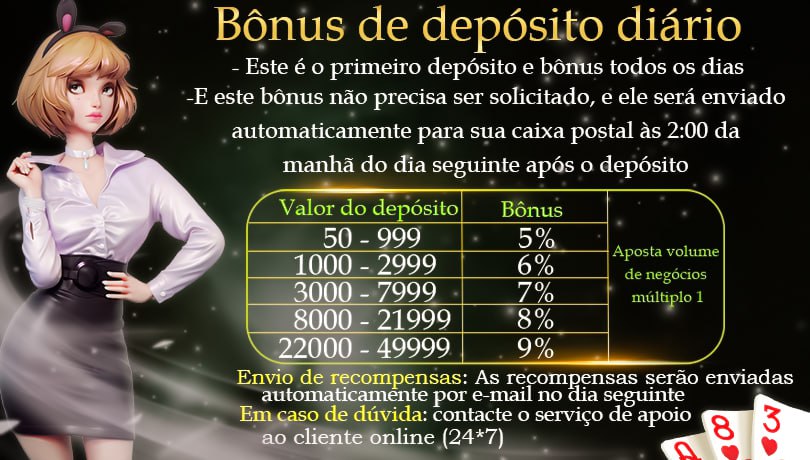 Bônus de depósito diário
- Este é o primeiro depósito e bônus todos os dias
-E este bônus não precisa ser solicitado, e ele será enviado
automaticamente para sua caixa postal às 2:00 da
manhã do dia seguinte após o depósito
Valor do depósito Bônus
50 - 999 5%
1000 - 2999 6%
3000 - 7999 7%
8000 - 21999 8%
22000 - 49999 9%
Aposta volume
de negócios
múltiplo 1
Envio de recompensas: As recompensas serão enviadas
automaticamente por e-mail no dia seguinte
Em caso de dúvida: contacte o serviço de apoio
ao cliente online (24*7)
Q 8 3